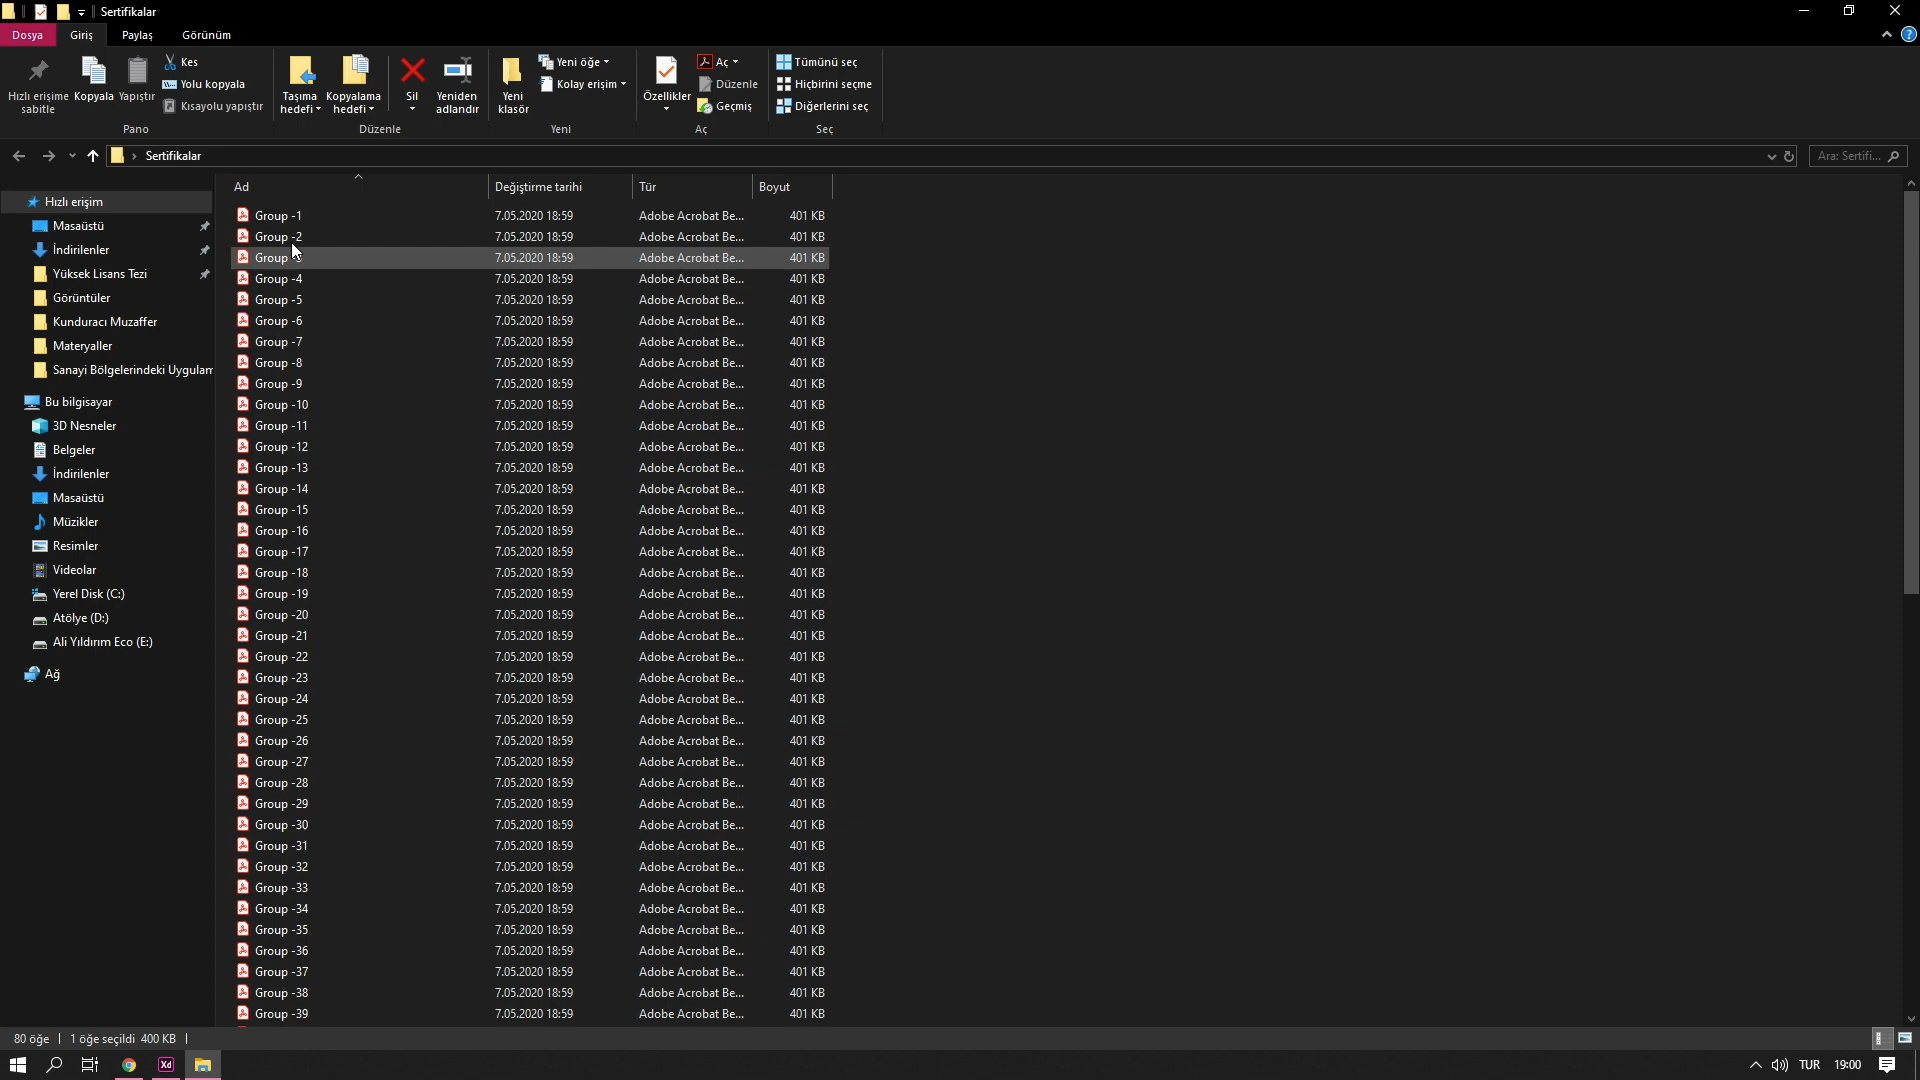 Sertifikalar
Dosya Giriş Paylaş Görünüm
Hızlı erişime sabitle
Kopyala
Yapıştır
Kes
Yolu kopyala
Kısayolu yapıştır
Pano
Taşıma hedefi
Kopyalama hedefi
Sil
Yeniden adlandır
Düzenle
Yeni klasör
Yeni öğe
Kolay erişim
Yeni
Özellikler
Aç
Düzenle
Geçmiş
Aç
Tümünü seç
Hiçbirini seçme
Diğerlerini seç
Seç
Sertifikalar
Ara: Sertifi...
Hızlı erişim
Masaüstü
İndirilenler
Yüksek Lisans Tezi
Görüntüler
Kunduracı Muzaffer
Materyaller
Sanayi Bölgelerindeki Uygulam
Bu bilgisayar
3D Nesneler
Belgeler
İndirilenler
Masaüstü
Müzikler
Resimler
Videolar
Yerel Disk (C:)
Atölye (D:)
Ali Yıldırım Eco (E:)
Ağ
Ad Değiştirme tarihi Tür Boyut
Group -1 7.05.2020 18:59 Adobe Acrobat Be... 401 KB
Group -2 7.05.2020 18:59 Adobe Acrobat Be... 401 KB
Group -3 7.05.2020 18:59 Adobe Acrobat Be... 401 KB
Group -4 7.05.2020 18:59 Adobe Acrobat Be... 401 KB
Group -5 7.05.2020 18:59 Adobe Acrobat Be... 401 KB
Group -6 7.05.2020 18:59 Adobe Acrobat Be... 401 KB
Group -7 7.05.2020 18:59 Adobe Acrobat Be... 401 KB
Group -8 7.05.2020 18:59 Adobe Acrobat Be... 401 KB
Group -9 7.05.2020 18:59 Adobe Acrobat Be... 401 KB
Group -10 7.05.2020 18:59 Adobe Acrobat Be... 401 KB
Group -11 7.05.2020 18:59 Adobe Acrobat Be... 401 KB
Group -12 7.05.2020 18:59 Adobe Acrobat Be... 401 KB
Group -13 7.05.2020 18:59 Adobe Acrobat Be... 401 KB
Group -14 7.05.2020 18:59 Adobe Acrobat Be... 401 KB
Group -15 7.05.2020 18:59 Adobe Acrobat Be... 401 KB
Group -16 7.05.2020 18:59 Adobe Acrobat Be... 401 KB
Group -17 7.05.2020 18:59 Adobe Acrobat Be... 401 KB
Group -18 7.05.2020 18:59 Adobe Acrobat Be... 401 KB
Group -19 7.05.2020 18:59 Adobe Acrobat Be... 401 KB
Group -20 7.05.2020 18:59 Adobe Acrobat Be... 401 KB
Group -21 7.05.2020 18:59 Adobe Acrobat Be... 401 KB
Group -22 7.05.2020 18:59 Adobe Acrobat Be... 401 KB
Group -23 7.05.2020 18:59 Adobe Acrobat Be... 401 KB
Group -24 7.05.2020 18:59 Adobe Acrobat Be... 401 KB
Group -25 7.05.2020 18:59 Adobe Acrobat Be... 401 KB
Group -26 7.05.2020 18:59 Adobe Acrobat Be... 401 KB
Group -27 7.05.2020 18:59 Adobe Acrobat Be... 401 KB
Group -28 7.05.2020 18:59 Adobe Acrobat Be... 401 KB
Group -29 7.05.2020 18:59 Adobe Acrobat Be... 401 KB
Group -30 7.05.2020 18:59 Adobe Acrobat Be... 401 KB
Group -31 7.05.2020 18:59 Adobe Acrobat Be... 401 KB
Group -32 7.05.2020 18:59 Adobe Acrobat Be... 401 KB
Group -33 7.05.2020 18:59 Adobe Acrobat Be... 401 KB
Group -34 7.05.2020 18:59 Adobe Acrobat Be... 401 KB
Group -35 7.05.2020 18:59 Adobe Acrobat Be... 401 KB
Group -36 7.05.2020 18:59 Adobe Acrobat Be... 401 KB
Group -37 7.05.2020 18:59 Adobe Acrobat Be... 401 KB
Group -38 7.05.2020 18:59 Adobe Acrobat Be... 401 KB
Group -39 7.05.2020 18:59 Adobe Acrobat Be... 401 KB
80 öğe 1 öğe seçildi 400 KB
Xd
TUR 19:00